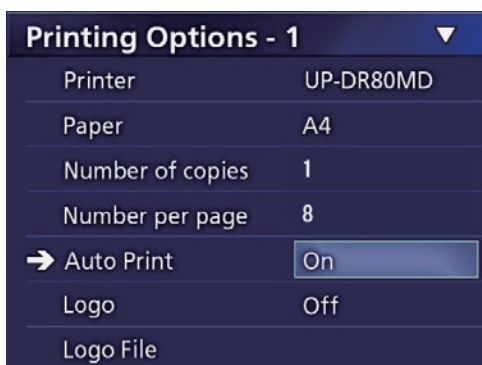 Printing Options - 1
Printer UP-DR80MD
Paper A4
Number of copies 1
Number per page 8
Auto Print On
Logo Off
Logo File